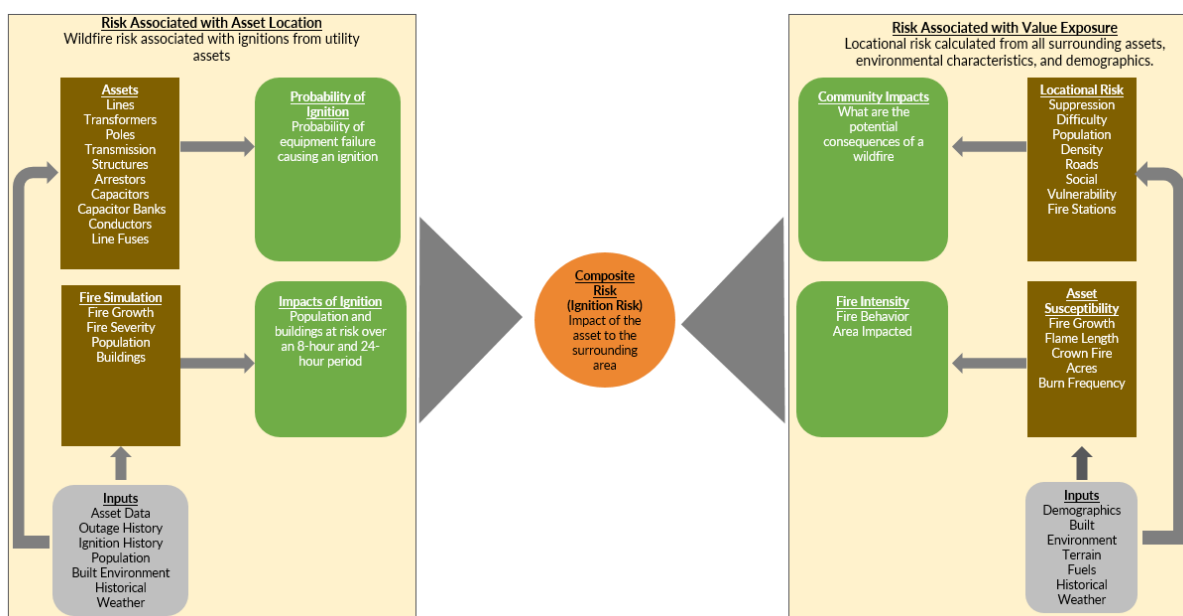 Risk Associated with Asset Location
Wildfire risk associated with ignitions from utility
assets
Assets
Lines
Transformers
Poles
Transmission
Structures
Arrestors
Capacitors
Capacitor Banks
Conductors
Line Fuses
Probability of
Ignition
Probability of
equipment failure
causing an ignition
Fire Simulation
Fire Growth
Fire Severity
Population
Buildings
Impacts of Ignition
Population and
buildings at risk over
an 8-hour and 24-
hour period
Inputs
Asset Data
Outage History
Ignition History
Population
Built Environment
Historical
Weather
Composite
Risk
(Ignition Risk)
Impact of the
asset to the
surrounding
area
Risk Associated with Value Exposure
Locational risk calculated from all surrounding assets,
environmental characteristics, and demographics.
Community Impacts
What are the
potential
consequences of a
wildfire
Locational Risk
Suppression
Difficulty
Population
Density
Roads
Social
Vulnerability
Fire Stations
Fire Intensity
Fire Behavior
Area Impacted
Asset
Susceptibility
Fire Growth
Flame Length
Crown Fire
Acres
Burn Frequency
Inputs
Demographics
Built
Environment
Terrain
Fuels
Historical
Weather